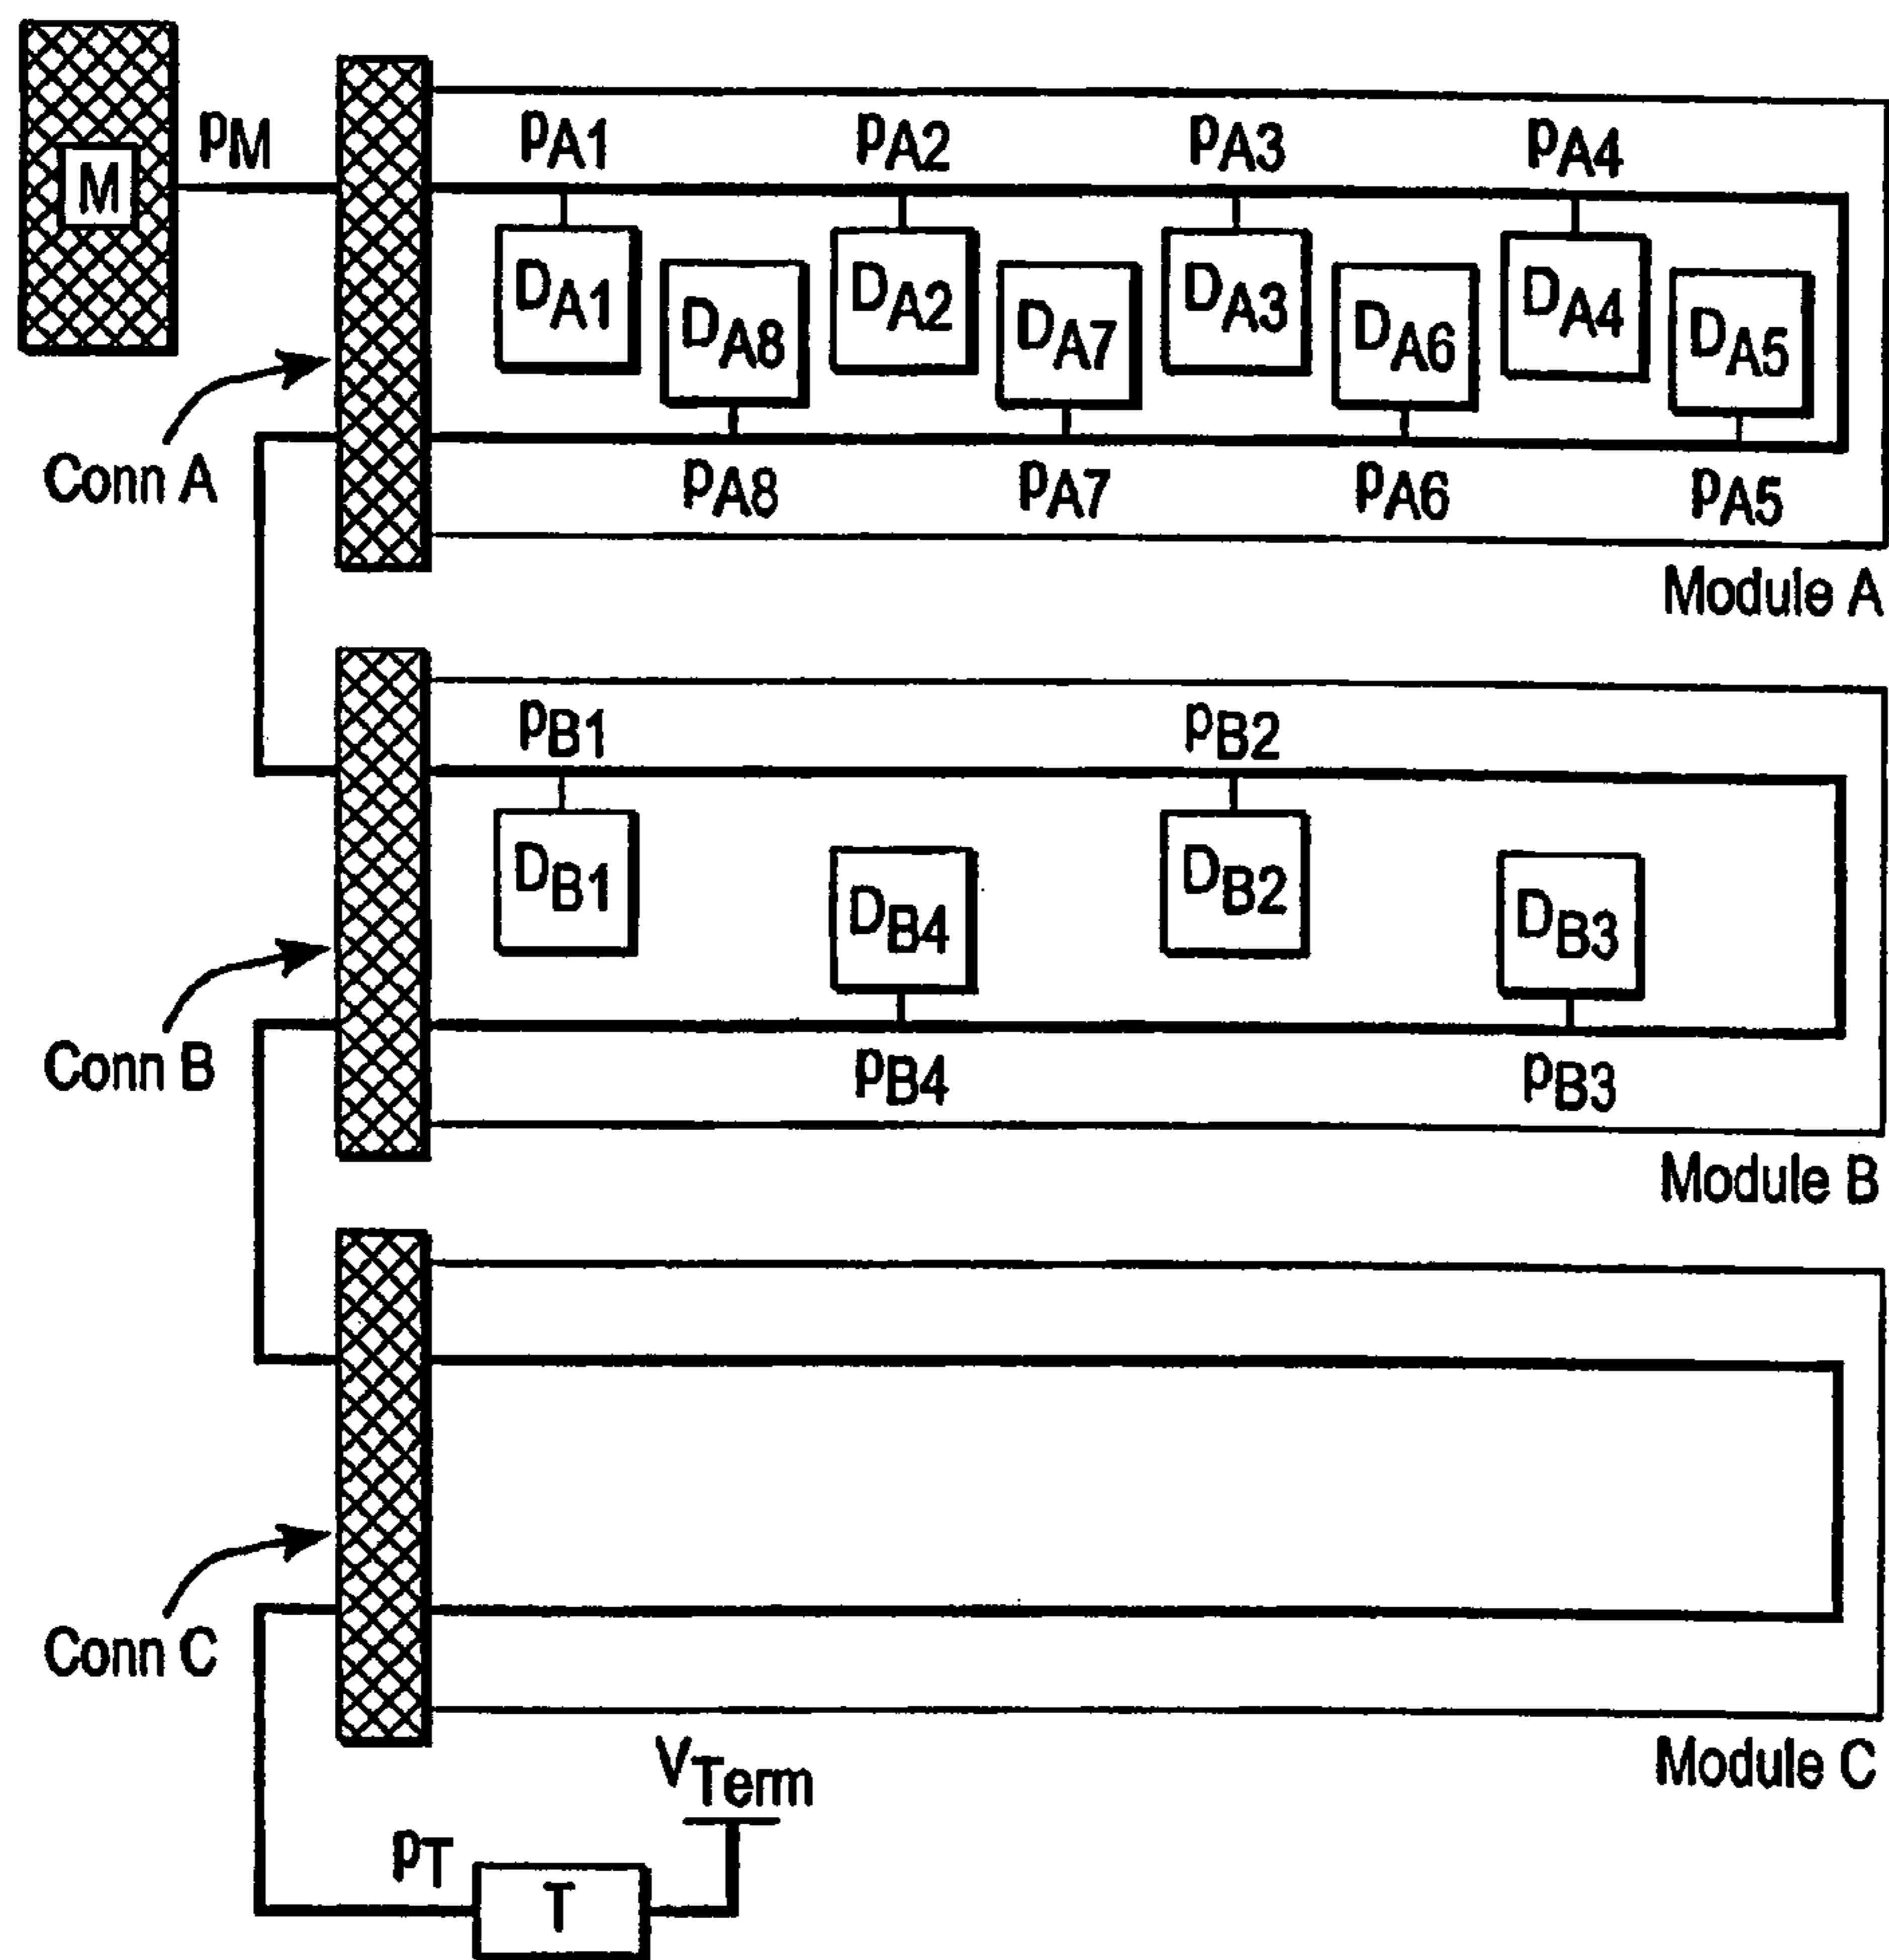 M
pM
pA1
pA2
pA3
pA4
DA1
DA8
DA2
DA7
DA3
DA6
DA4
DA5
Conn A
pA8
pA7
pA6
pA5
Module A
pB1
pB2
DB1
DB4
DB2
DB3
Conn B
pB4
pB3
Module B
Conn C
Module C
VTerm
pT
T